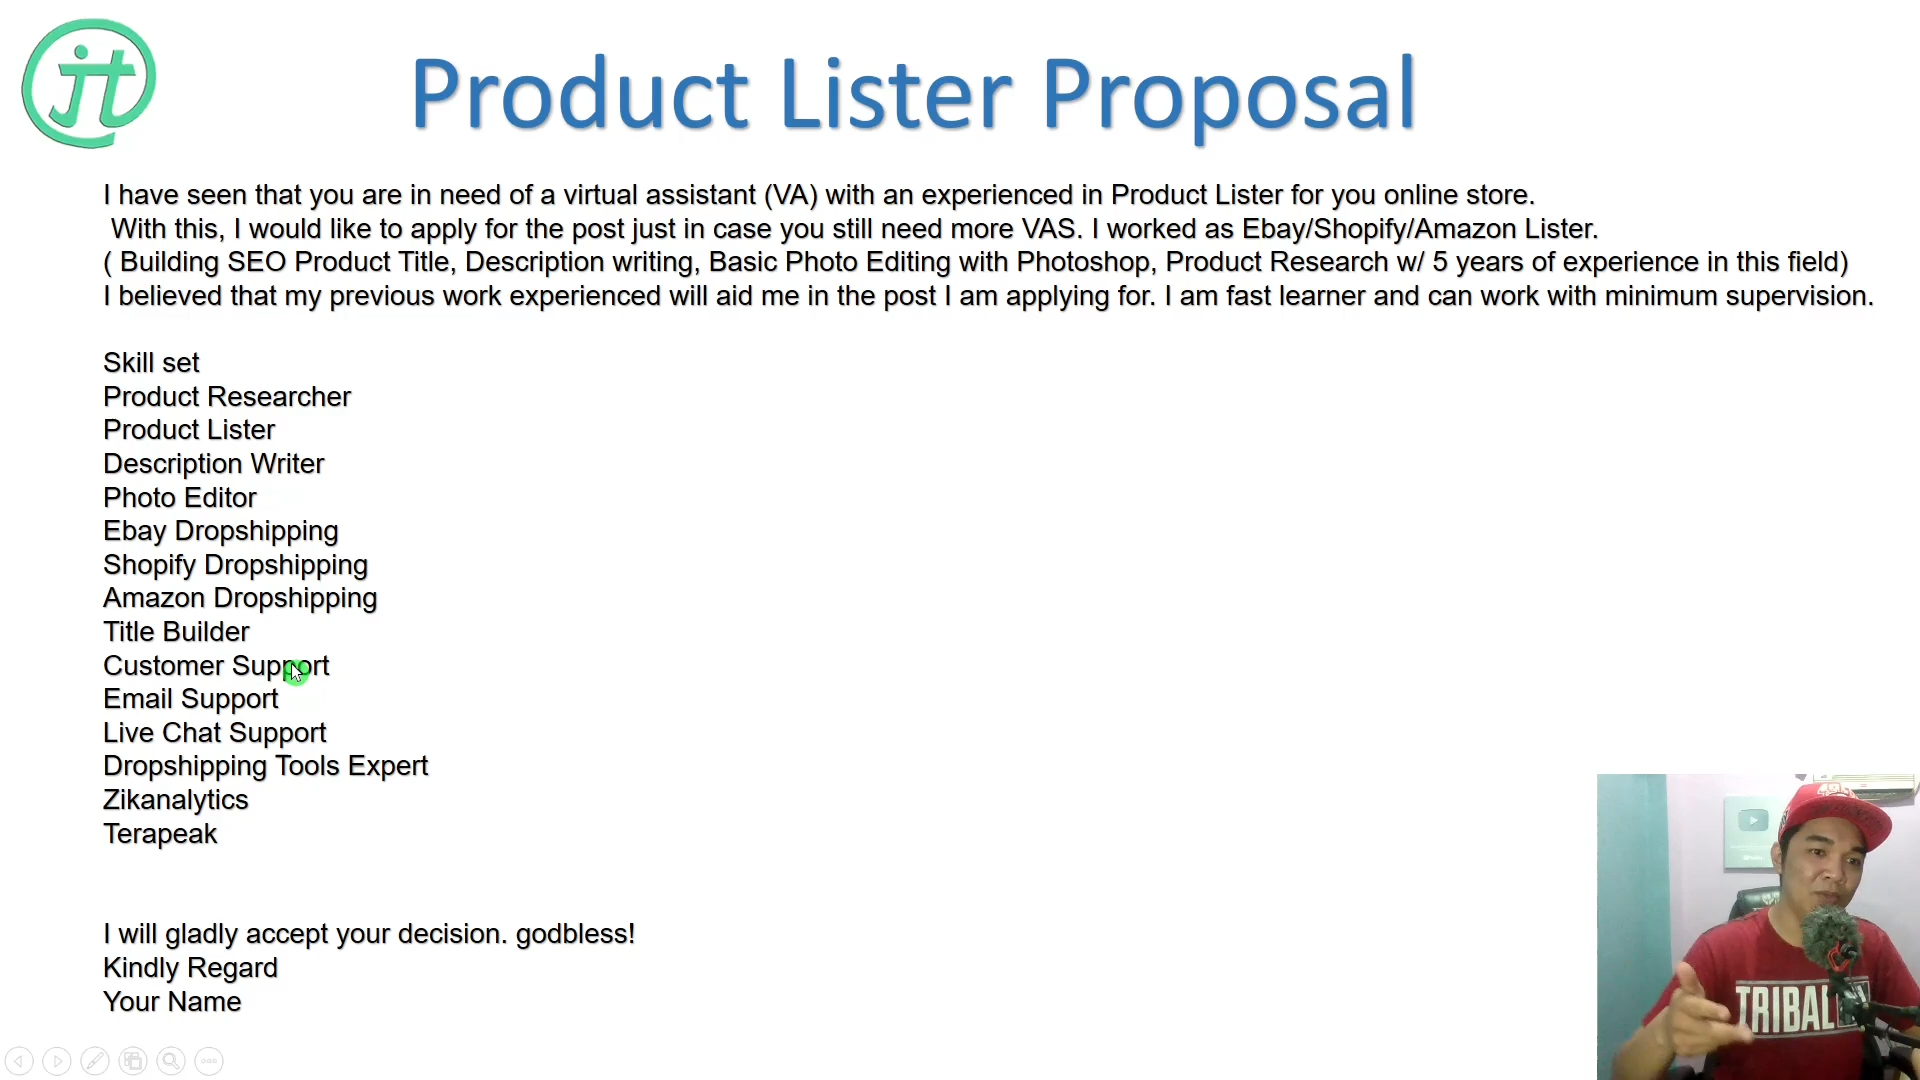 jt
Product Lister Proposal
I have seen that you are in need of a virtual assistant (VA) with an experienced in Product Lister for you online store.
With this, I would like to apply for the post just in case you still need more VAS. I worked as Ebay/Shopify/Amazon Lister.
( Building SEO Product Title, Description writing, Basic Photo Editing with Photoshop, Product Research w/ 5 years of experience in this field)
I believed that my previous work experienced will aid me in the post I am applying for. I am fast learner and can work with minimum supervision.
Skill set
Product Researcher
Product Lister
Description Writer
Photo Editor
Ebay Dropshipping
Shopify Dropshipping
Amazon Dropshipping
Title Builder
Customer Support
Email Support
Live Chat Support
Dropshipping Tools Expert
Zikanalytics
Terapeak
I will gladly accept your decision. godbless!
Kindly Regard
Your Name
TRIBAL